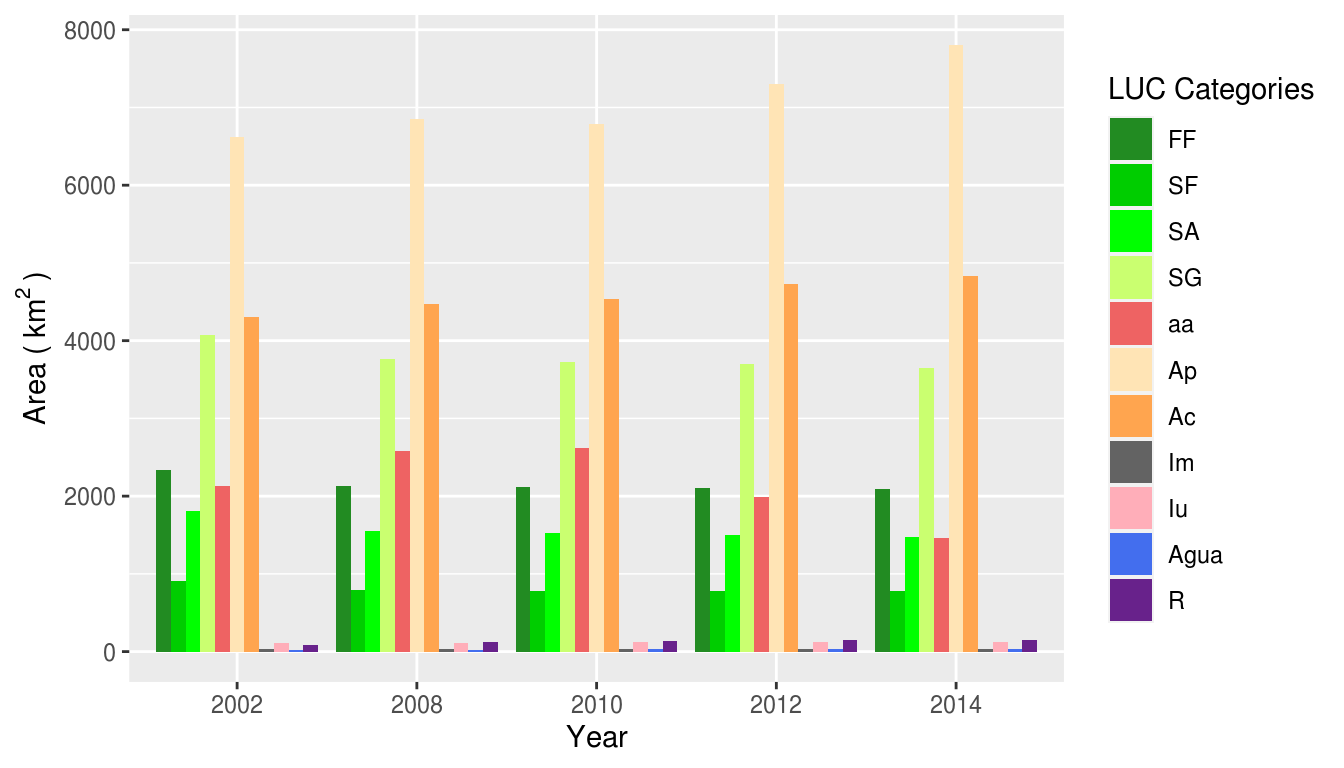 8000
6000
4000
2000
0
Area ( km² )
2002 2008 2010 2012 2014
Year
LUC Categories
FF
SF
SA
SG
aa
Ap
Ac
Im
Iu
Agua
R